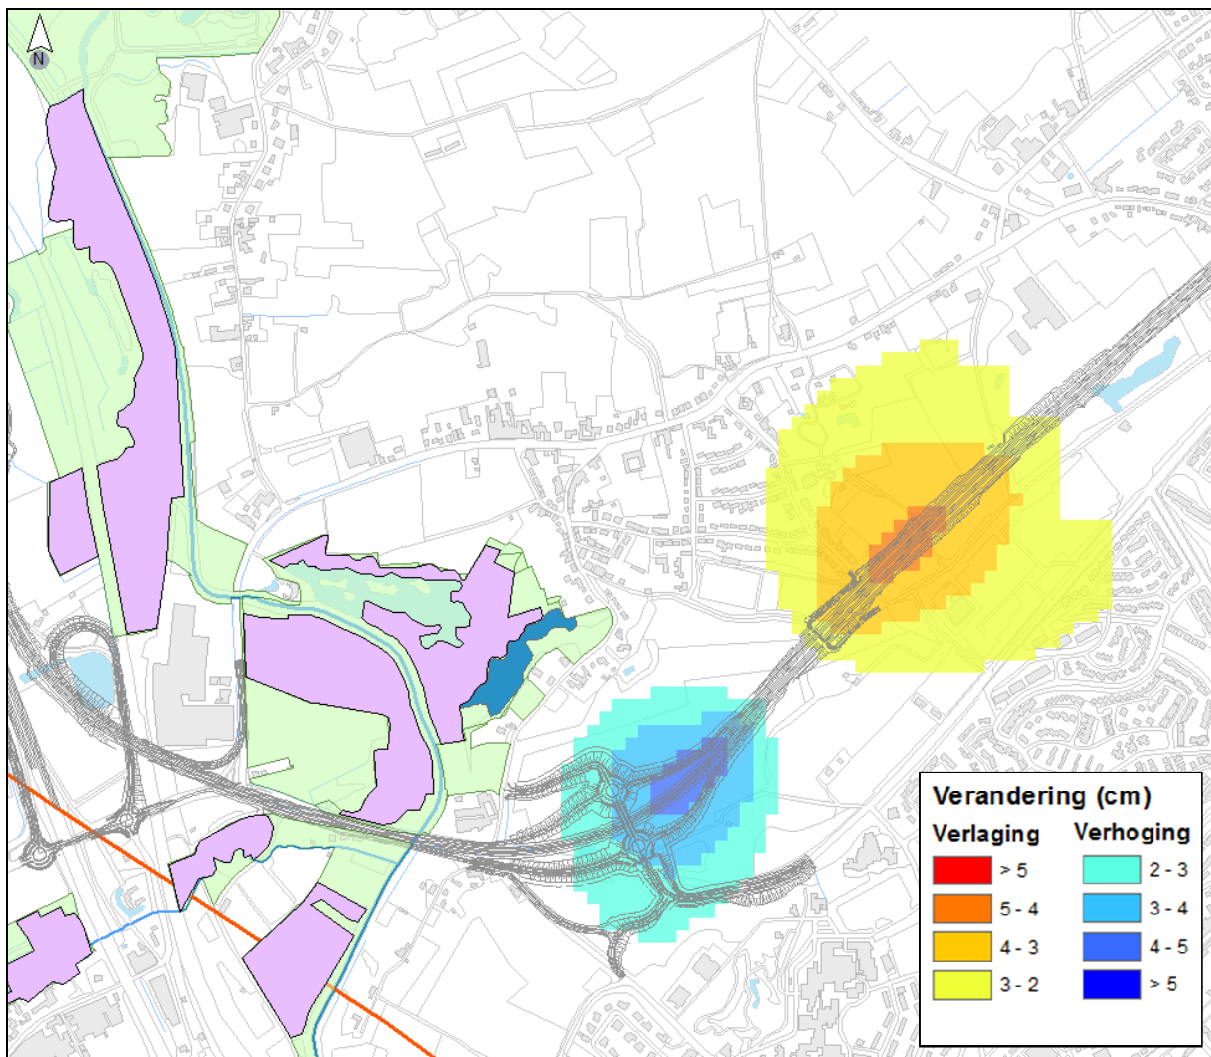 N
Verandering (cm)
Verlaging Verhoging
> 5 2 - 3
5 - 4 3 - 4
4 - 3 4 - 5
3 - 2 > 5